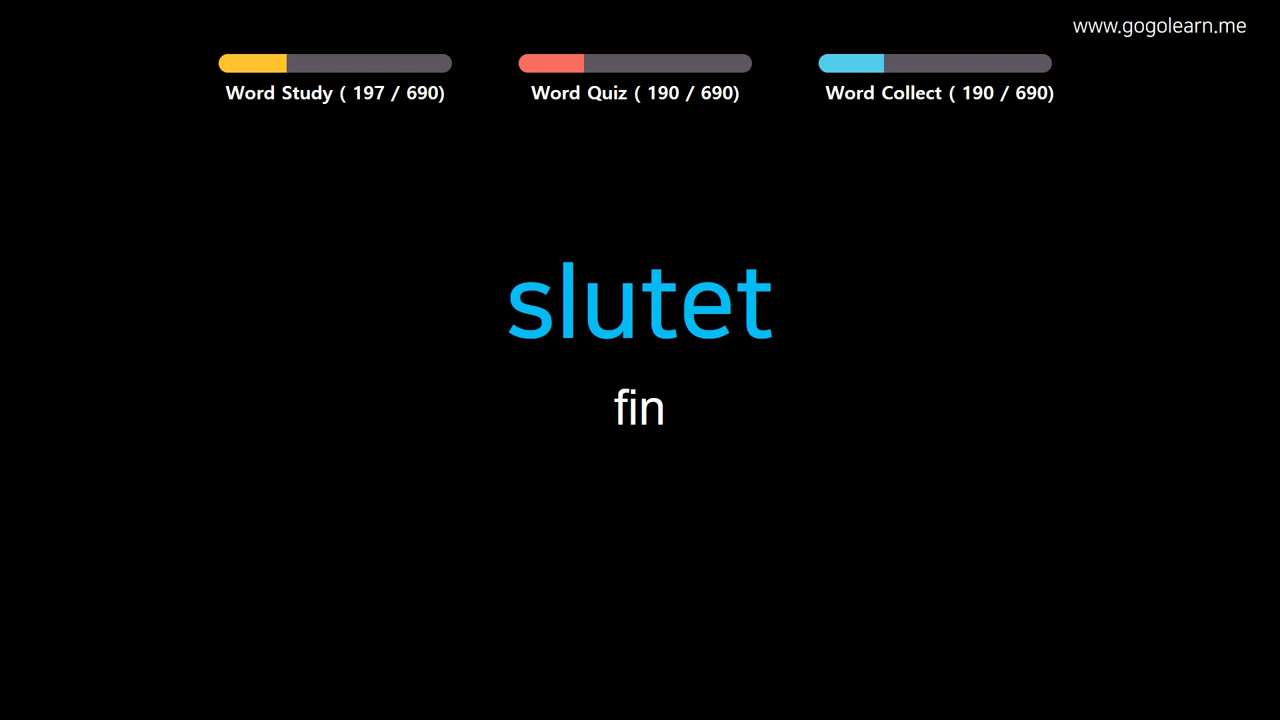 www.gogolearn.me
Word Study ( 197 / 690)
Word Quiz ( 190 / 690)
Word Collect ( 190 / 690)
slutet
fin